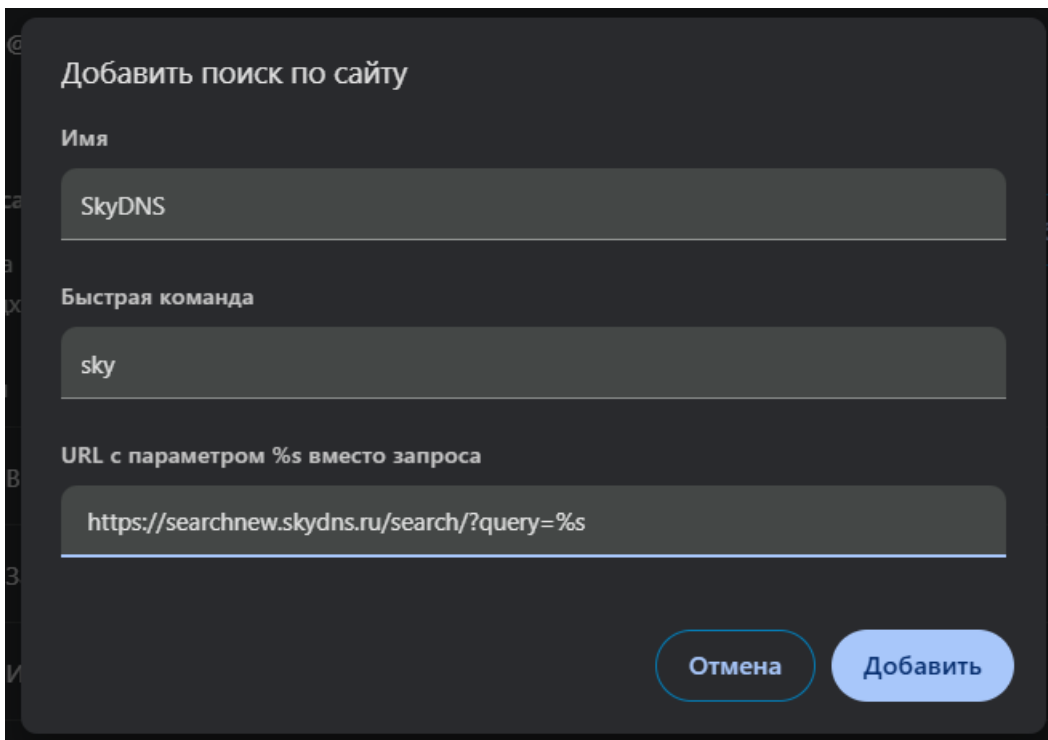 Добавить поиск по сайту
Имя
SkyDNS
Быстрая команда
sky
URL с параметром %s вместо запроса
https://searchnew.skydns.ru/search/?query=%s
Отмена
Добавить